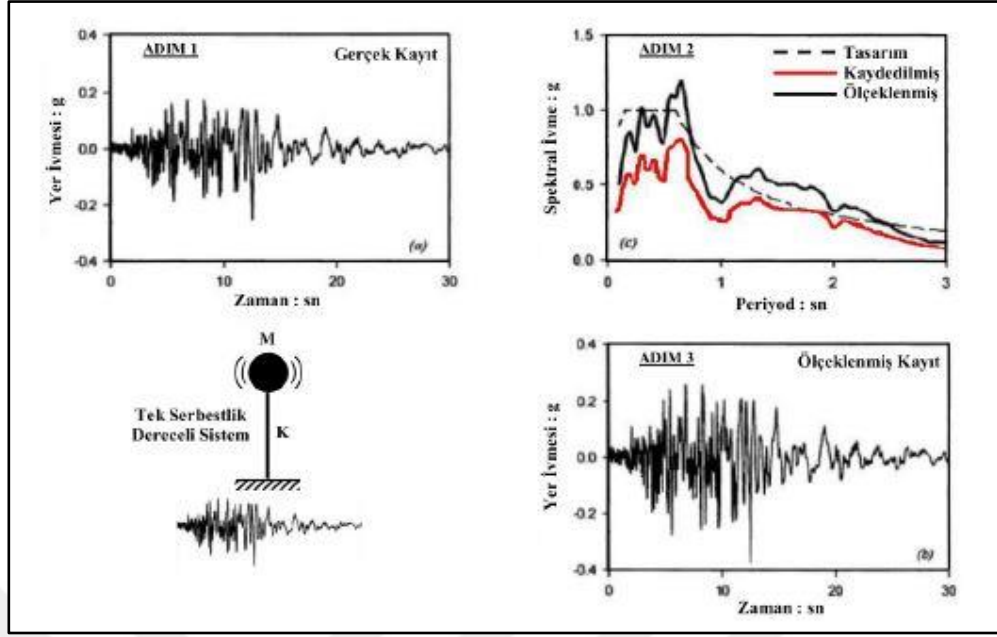 ADIM 1
Gerçek Kayıt
Yer İvmesi : g
0.4
0.2
0.0
-0.2
-0.4
(a)
0 10 20 30
Zaman : sn
ADIM 2
Tasarım
Kaydedilmiş
Ölçeklenmiş
Spektral İvme : g
1.5
1.0
0.5
0.0
(c)
0 1 2 3
Periyod : sn
M
Tek Serbestlik
Dereceli Sistem
K
ADIM 3
Ölçeklenmiş Kayıt
Yer İvmesi : g
0.4
0.2
0.0
-0.2
-0.4
(b)
0 10 20 30
Zaman : sn